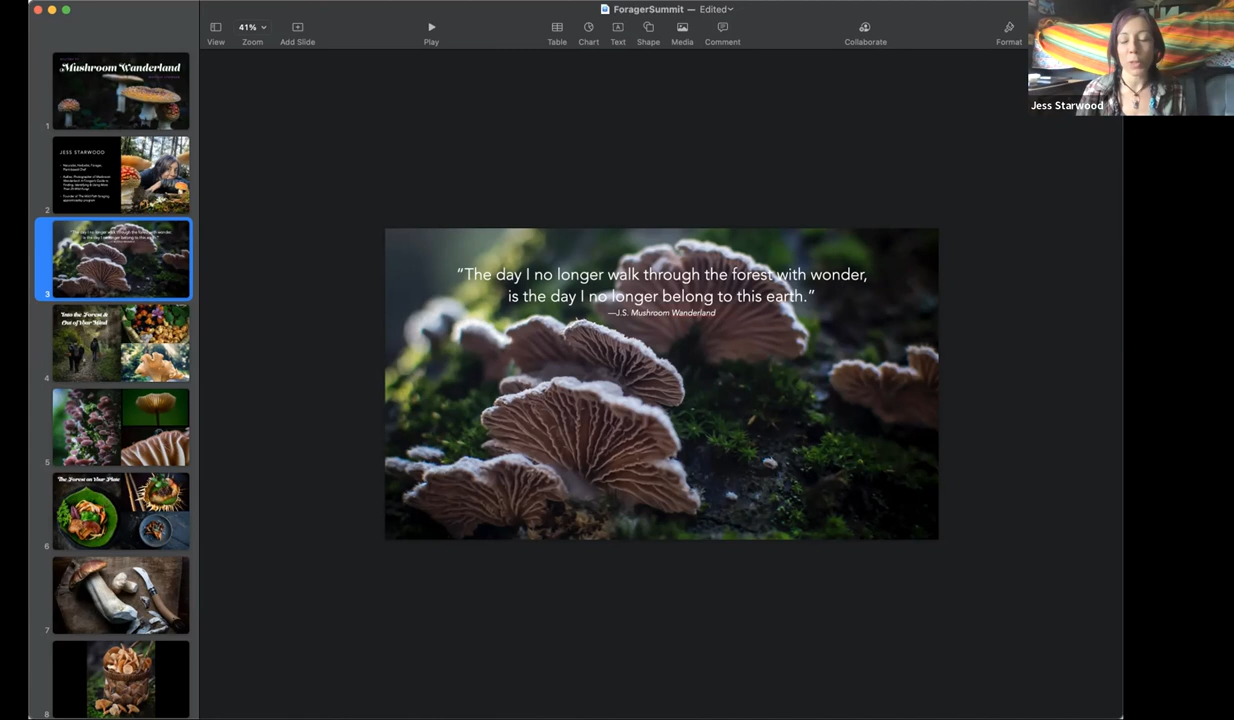 ForagerSummit — Edited
41%
View
Zoom
Add Slide
Play
Table
Chart
Text
Shape
Media
Comment
Collaborate
Format
Jess Starwood
Mushroom Wanderland
1
JESS STARWOOD
2
3
Into the Forest &
Out of Your Mind
4
5
The Forest on Your Plate
6
7
8
“The day I no longer walk through the forest with wonder,
is the day I no longer belong to this earth.”
—J.S. Mushroom Wanderland